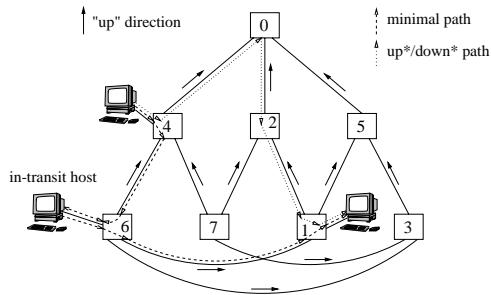 "up" direction
0
minimal path
up*/down* path
4
2
5
in-transit host
6
7
1
3